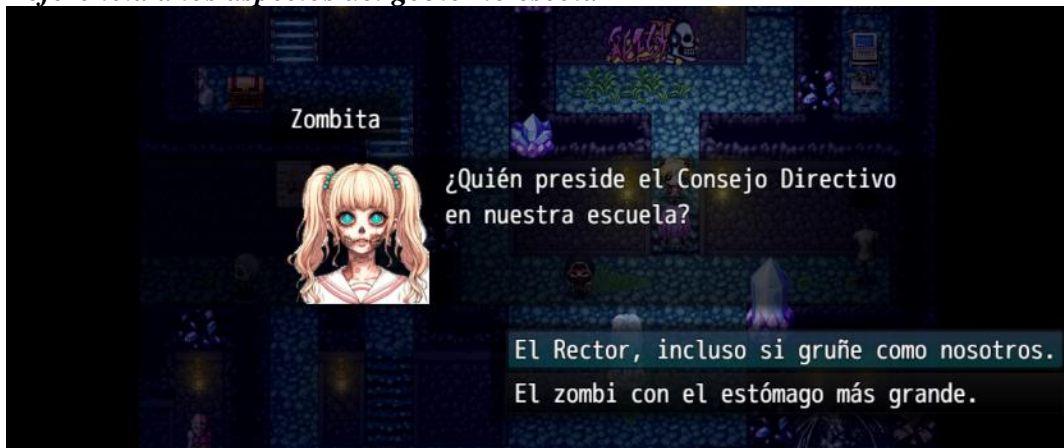 Zombita
¿Quién preside el Consejo Directivo
en nuestra escuela?
El Rector, incluso si gruñe como nosotros.
El zombi con el estómago más grande.